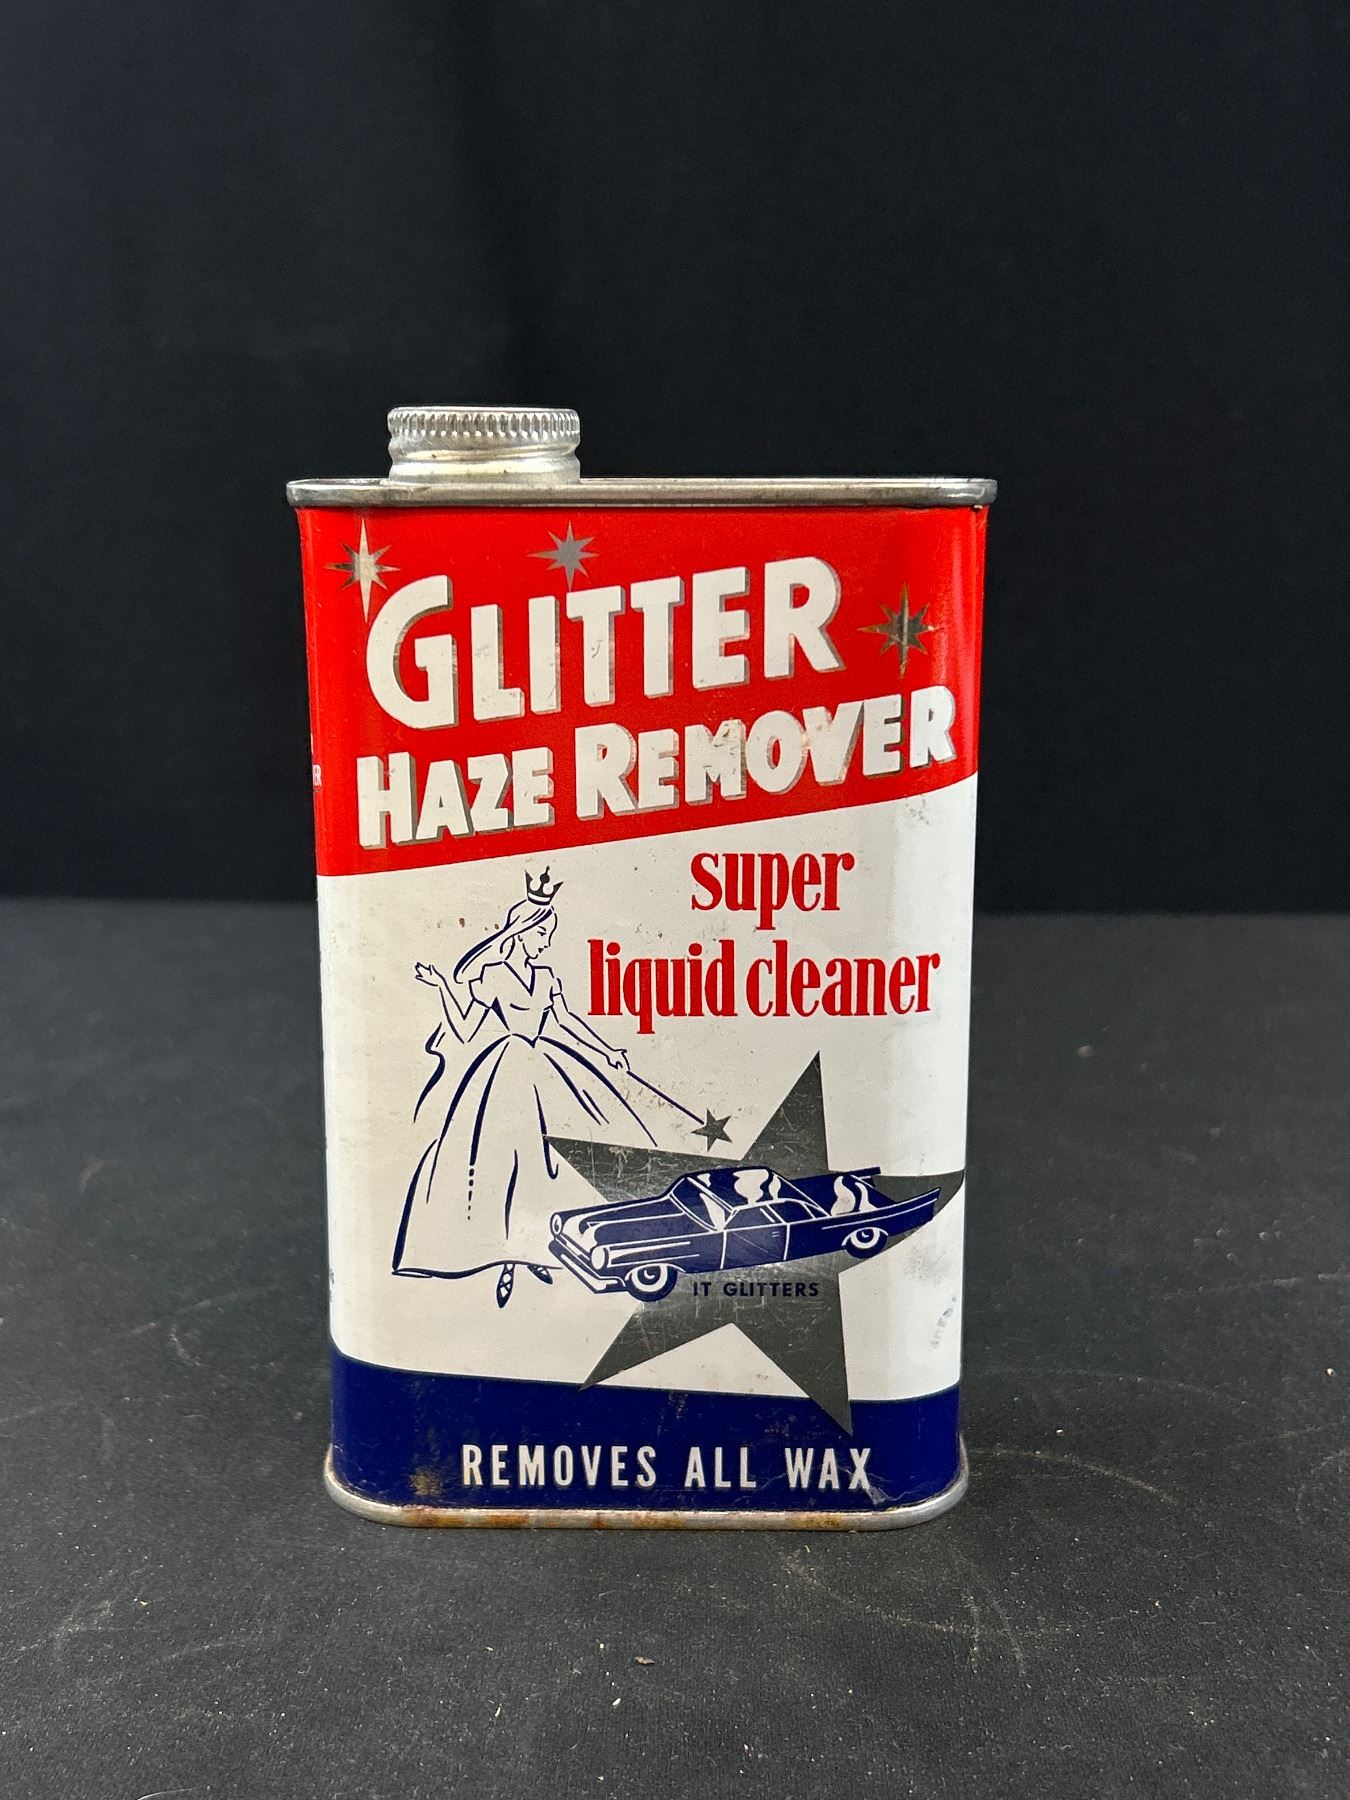 GLITTER
HAZE REMOVER
super
liquid cleaner
IT GLITTERS
REMOVES ALL WAX